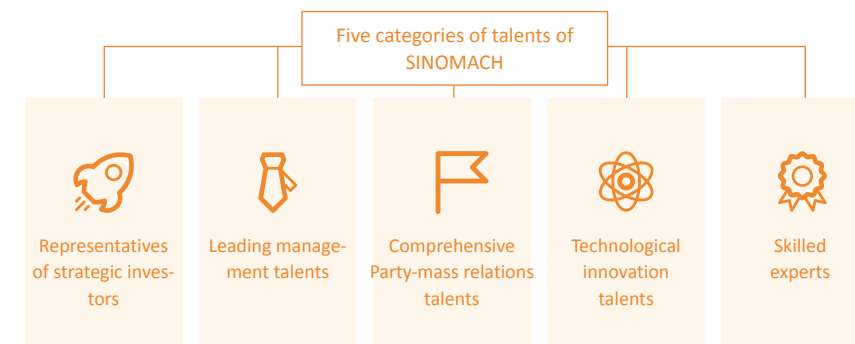 Five categories of talents of
SINOMACH
Representatives
of strategic inves-
tors
Leading manage-
ment talents
Comprehensive
Party-mass relations
talents
Technological
innovation
talents
Skilled
experts